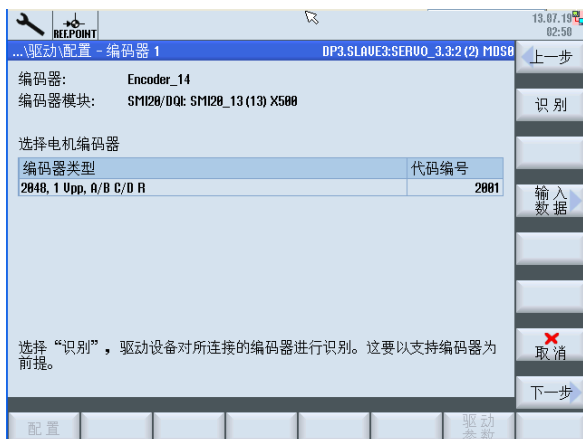 REF.POINT
13.07.19
02:50
...\驱动\配置 - 编码器 1
DP3.SLAVE3:SERVO_3.3:2 (2) MDS0
上一步
编码器:
Encoder_14
编码器模块:
SMI20/DQI: SMI20_13 (13) X500
识别
选择电机编码器
编码器类型
代码编号
2048, 1 Vpp, A/B C/D R
2001
输入
数据
选择“识别”，驱动设备对所连接的编码器进行识别。这要以支持编码器为
前提。
取消
下一步
配置
驱动
参数